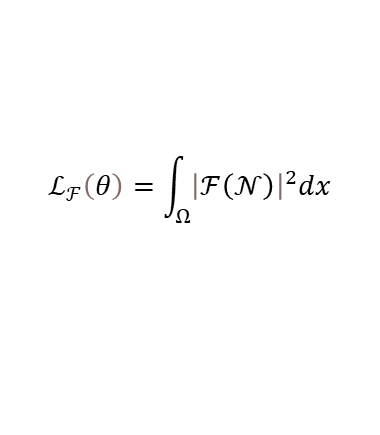 ℒ_ℱ(θ) = ∫_Ω |ℱ(𝒩)|² dx